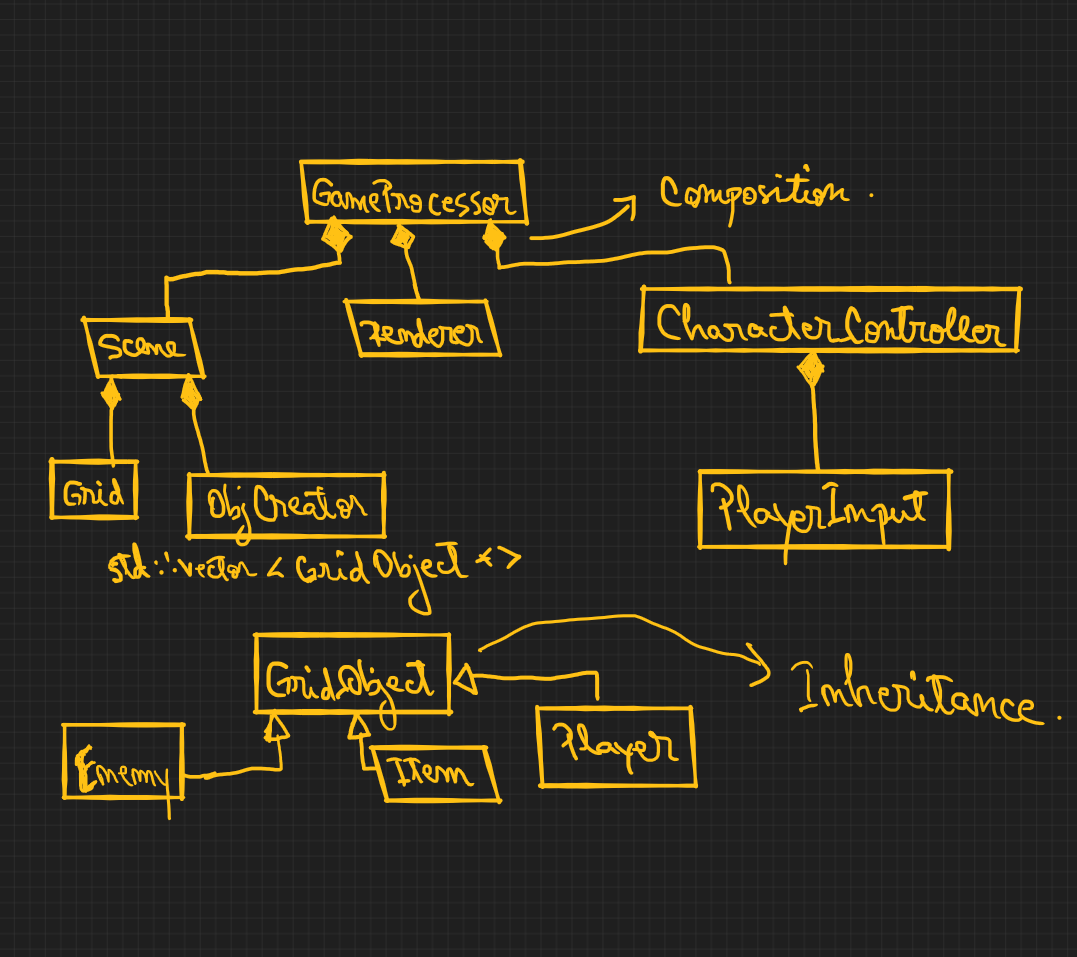 GameProcessor
Composition.
Scene
Renderer
CharacterController
Grid
ObjCreator
PlayerInput
std::vector < GridObject *>
GridObject
Inheritance.
Enemy
Item
Player